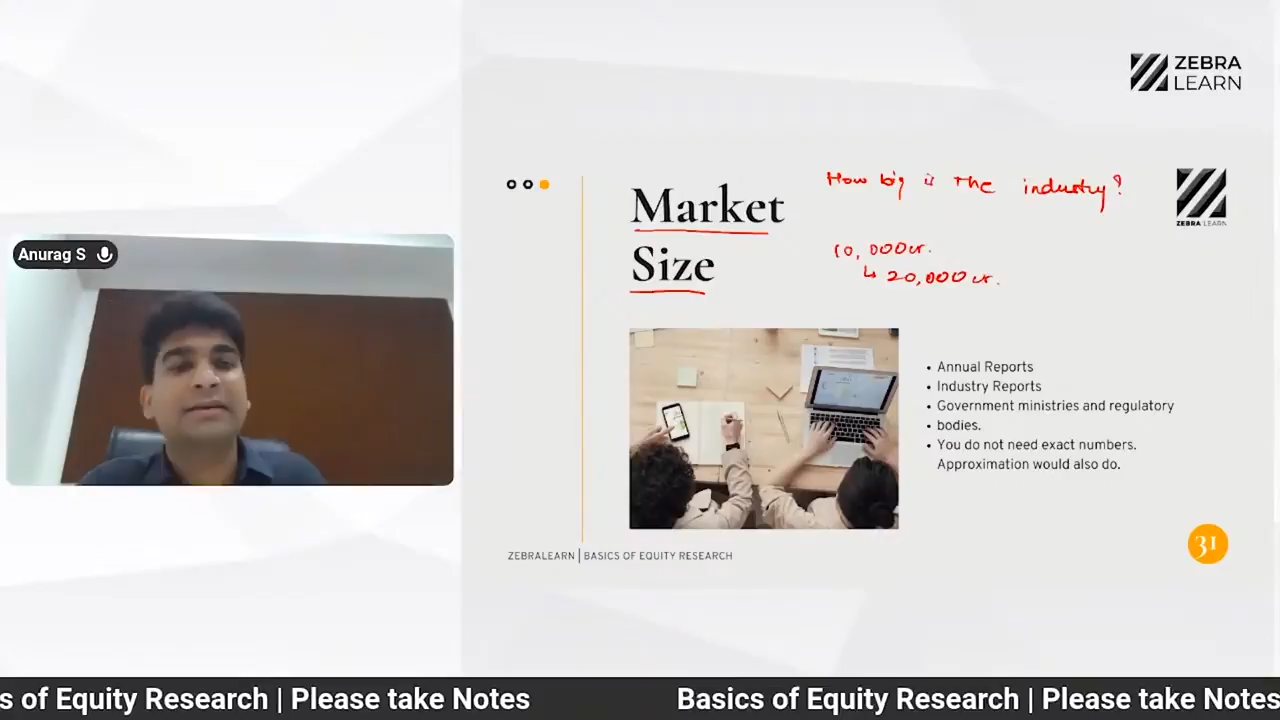 ZEBRA
LEARN
Anurag S
How big is the industry?
ZEBRA LEARN
Market
Size
10,000cr.
↳ 20,000cr.
• Annual Reports
• Industry Reports
• Government ministries and regulatory
• bodies.
• You do not need exact numbers.
Approximation would also do.
ZEBRALEARN | BASICS OF EQUITY RESEARCH
31
s of Equity Research | Please take Notes
Basics of Equity Research | Please take Notes